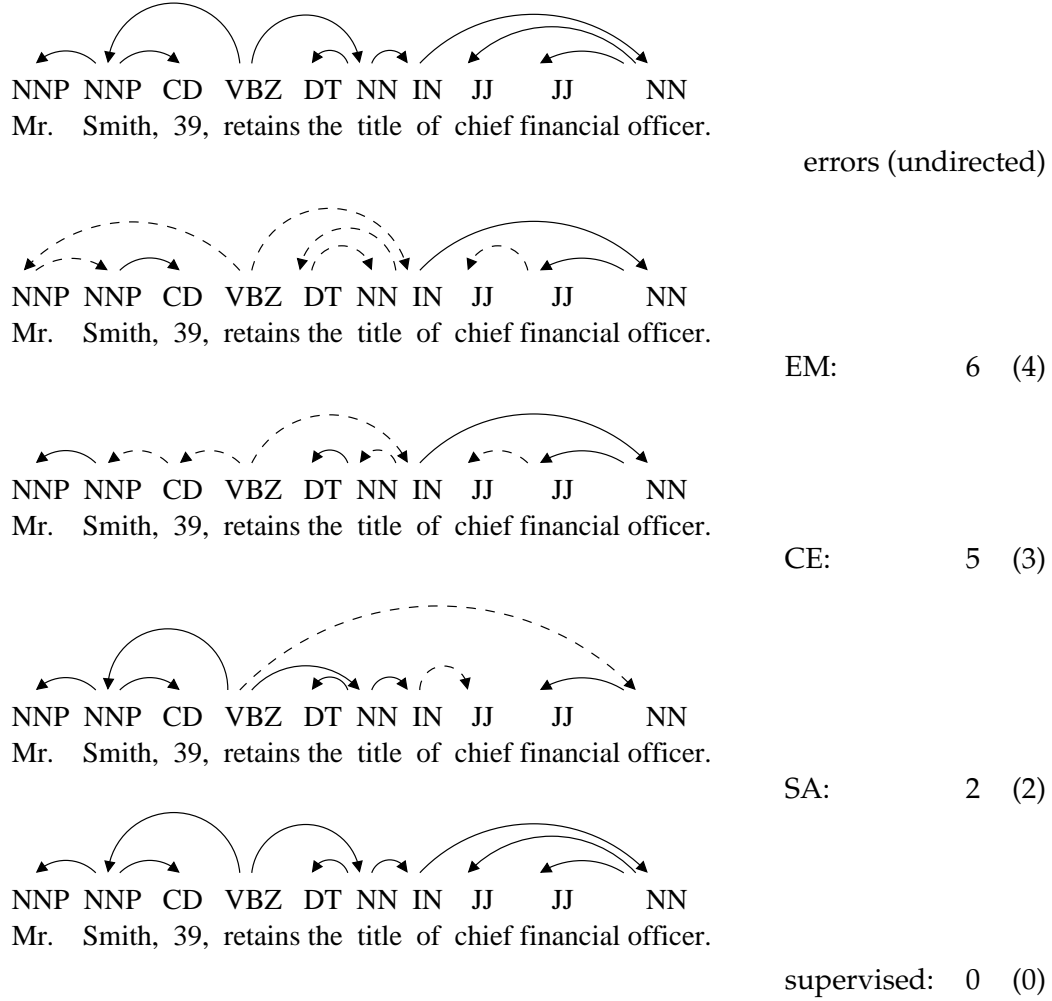 NNP NNP CD VBZ DT NN IN JJ JJ NN
Mr. Smith, 39, retains the title of chief financial officer.
errors (undirected)
NNP NNP CD VBZ DT NN IN JJ JJ NN
Mr. Smith, 39, retains the title of chief financial officer.
EM: 6 (4)
NNP NNP CD VBZ DT NN IN JJ JJ NN
Mr. Smith, 39, retains the title of chief financial officer.
CE: 5 (3)
NNP NNP CD VBZ DT NN IN JJ JJ NN
Mr. Smith, 39, retains the title of chief financial officer.
SA: 2 (2)
NNP NNP CD VBZ DT NN IN JJ JJ NN
Mr. Smith, 39, retains the title of chief financial officer.
supervised: 0 (0)